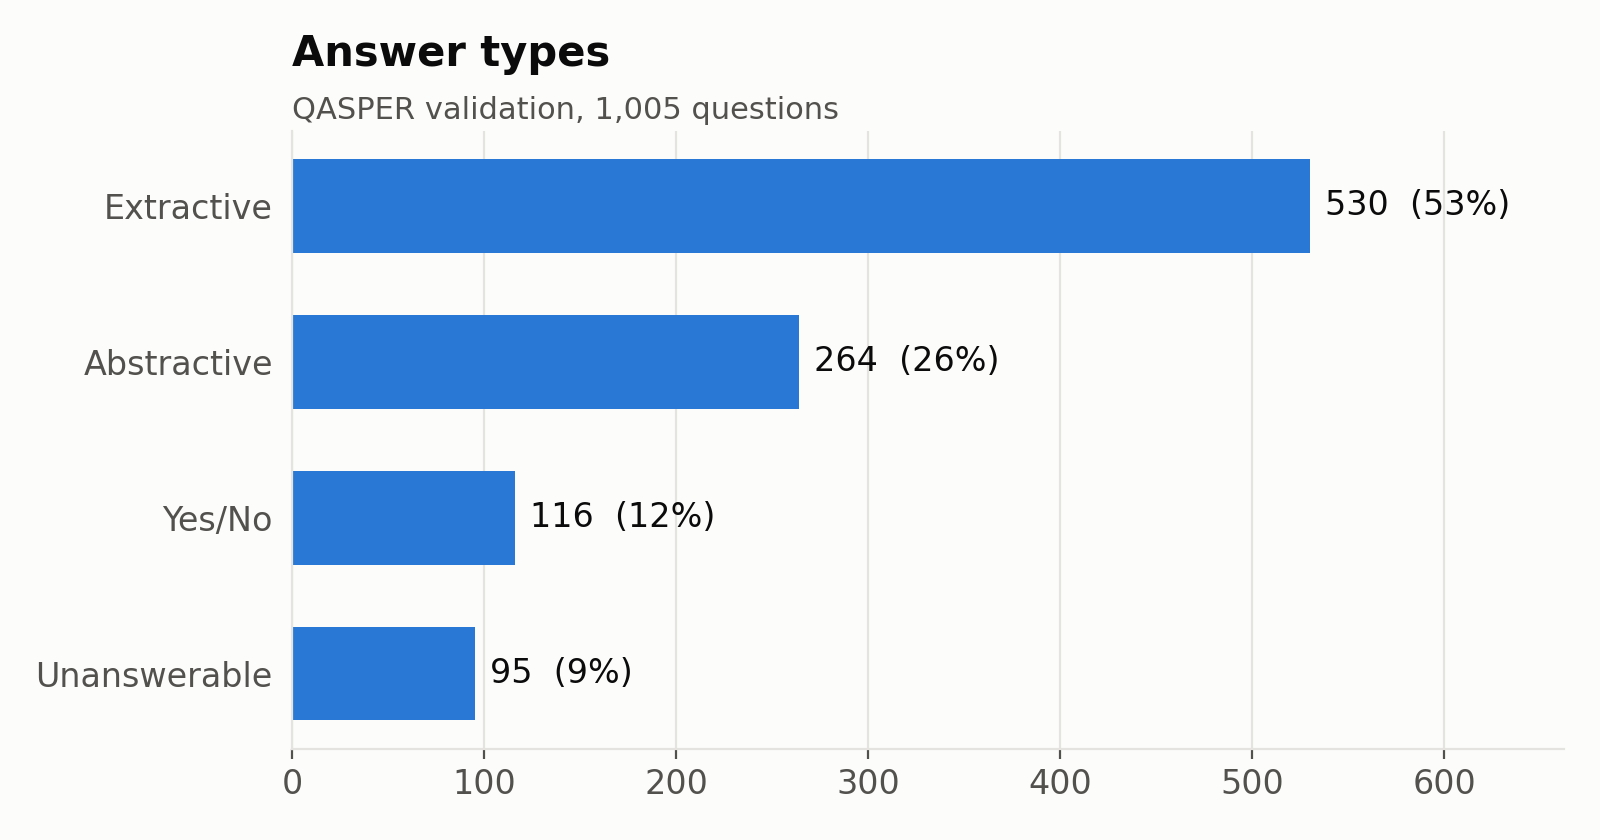 Answer types
QASPER validation, 1,005 questions
Extractive 530 (53%)
Abstractive 264 (26%)
Yes/No 116 (12%)
Unanswerable 95 (9%)
0 100 200 300 400 500 600